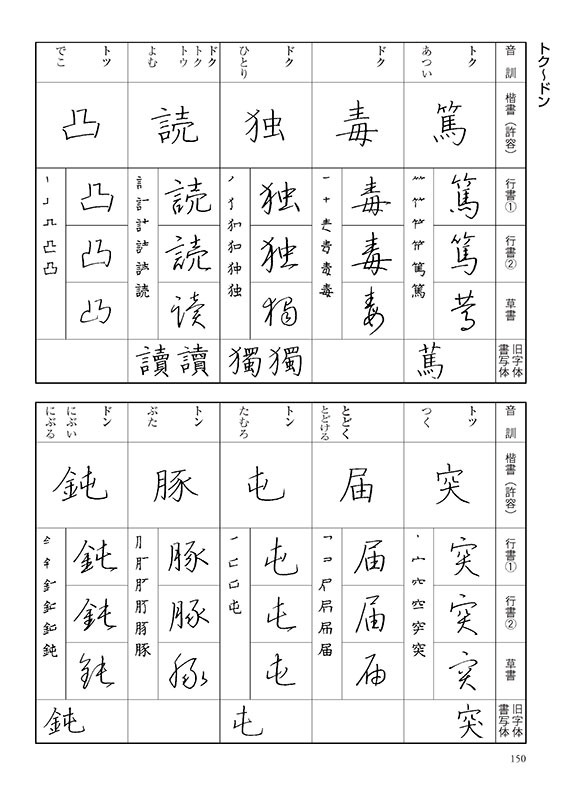 トク〜ドン
音 訓
楷書（許容）
行書①
行書②
草書
旧字体
書写体
トク
あつい
篤
篤
篤
篤
ドク
毒
毒
毒
毒
ドク
ひとり
独
独
独
独
獨 獨
ドク
トク
トウ
よむ
読
読
読
読
讀 讀
トツ
でこ
凸
凸
凸
凸
音 訓
楷書（許容）
行書①
行書②
草書
旧字体
書写体
トツ
つく
突
突
突
突
突
とどく
とどける
届
届
届
届
トン
たむろ
屯
屯
屯
屯
屯
トン
ぶた
豚
豚
豚
豚
ドン
にぶい
にぶる
鈍
鈍
鈍
鈍
鈍
150